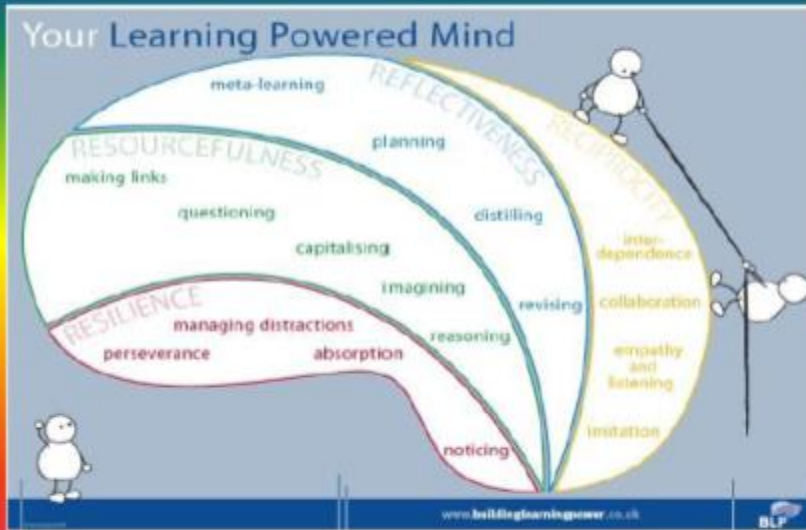 Your Learning Powered Mind
REFLECTIVENESS
meta-learning
planning
distilling
revising
RESOURCEFULNESS
making links
questioning
capitalising
imagining
reasoning
RESILIENCE
managing distractions
perseverance
absorption
noticing
RECIPROCITY
inter-
dependence
collaboration
empathy
and
listening
imitation
www.buildinglearningpower.co.uk
BLP